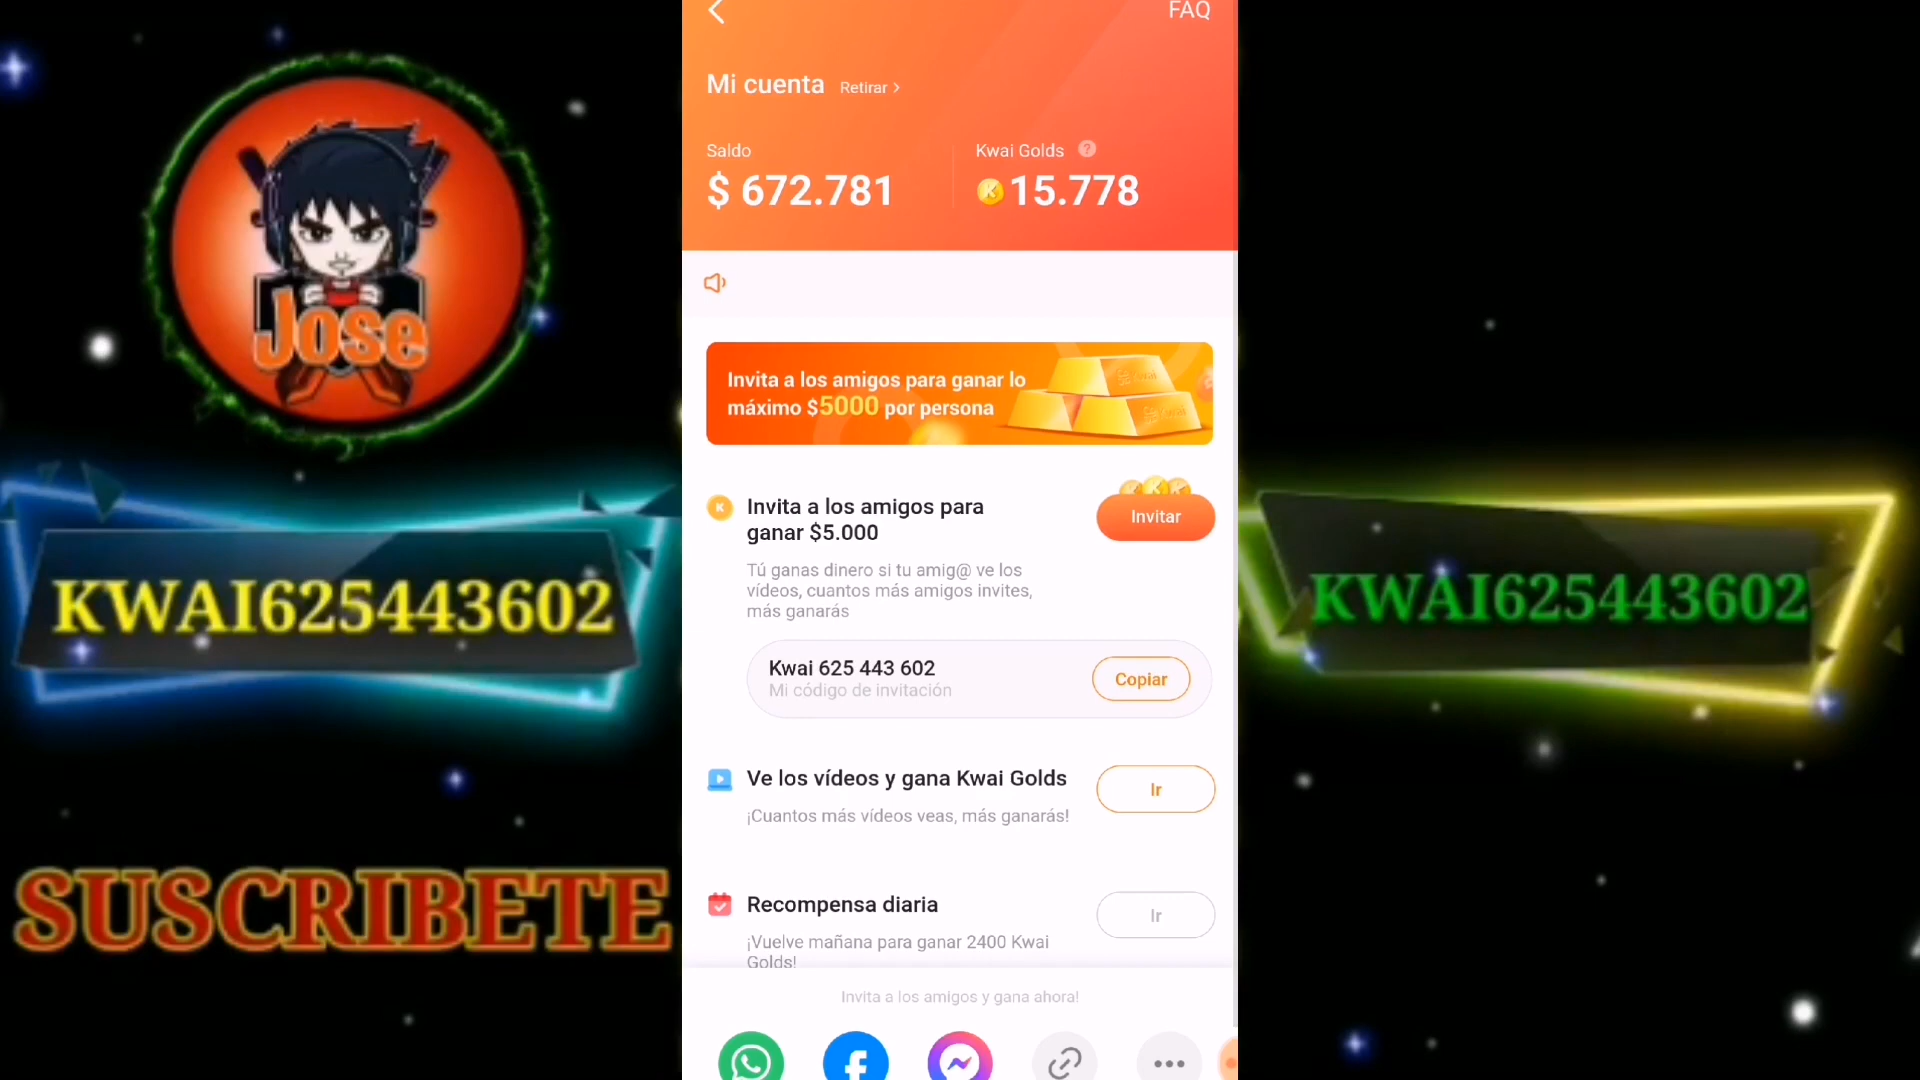 FAQ
Mi cuenta Retirar >
Saldo
$ 672.781
Kwai Golds ?
15.778
Invita a los amigos para ganar lo
máximo $5000 por persona
Invita a los amigos para
ganar $5.000
Invitar
Tú ganas dinero si tu amig@ ve los
vídeos, cuantos más amigos invites,
más ganarás
Kwai 625 443 602
Mi código de invitación
Copiar
Ve los vídeos y gana Kwai Golds
Ir
¡Cuantos más vídeos veas, más ganarás!
Recompensa diaria
Ir
¡Vuelve mañana para ganar 2400 Kwai
Golds!
Invita a los amigos y gana ahora!
Jose
KWAI625443602
SUSCRIBETE
KWAI625443602